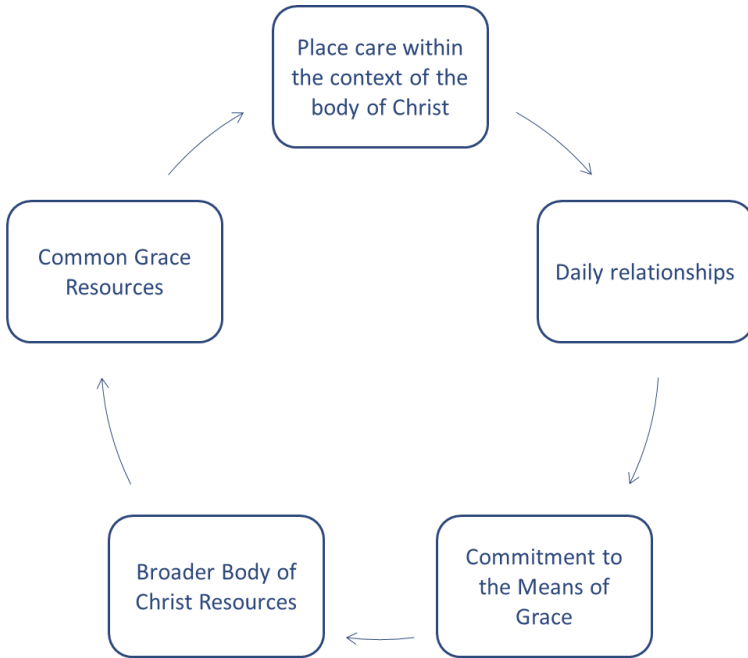 Place care within
the context of the
body of Christ
Daily relationships
Commitment to
the Means of
Grace
Broader Body of
Christ Resources
Common Grace
Resources